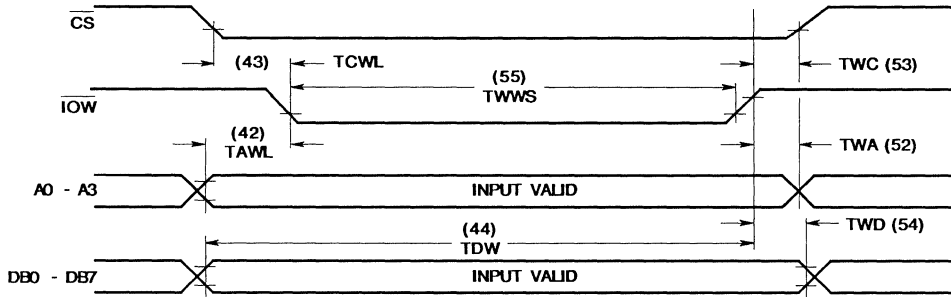 CS
(43) TCWL TWC (53)
(55)
TWWS
IOW
(42)
TAWL TWA (52)
A0 - A3 INPUT VALID
(44) TWD (54)
TDW
DB0 - DB7 INPUT VALID